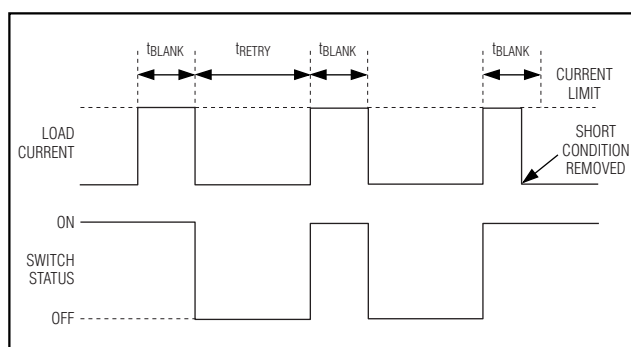 tBLANK tRETRY tBLANK tBLANK
CURRENT
LIMIT
LOAD
CURRENT
SHORT
CONDITION
REMOVED
ON
SWITCH
STATUS
OFF